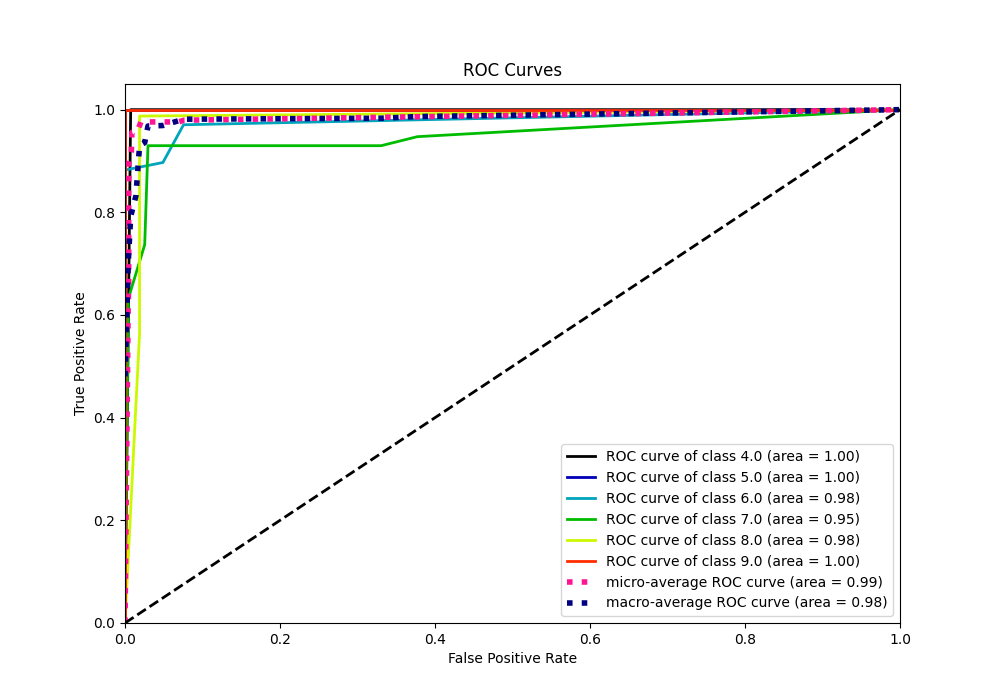 ROC Curves
1.0
0.8
0.6
0.4
0.2
0.0
True Positive Rate
0.0 0.2 0.4 0.6 0.8 1.0
False Positive Rate
ROC curve of class 4.0 (area = 1.00)
ROC curve of class 5.0 (area = 1.00)
ROC curve of class 6.0 (area = 0.98)
ROC curve of class 7.0 (area = 0.95)
ROC curve of class 8.0 (area = 0.98)
ROC curve of class 9.0 (area = 1.00)
micro-average ROC curve (area = 0.99)
macro-average ROC curve (area = 0.98)